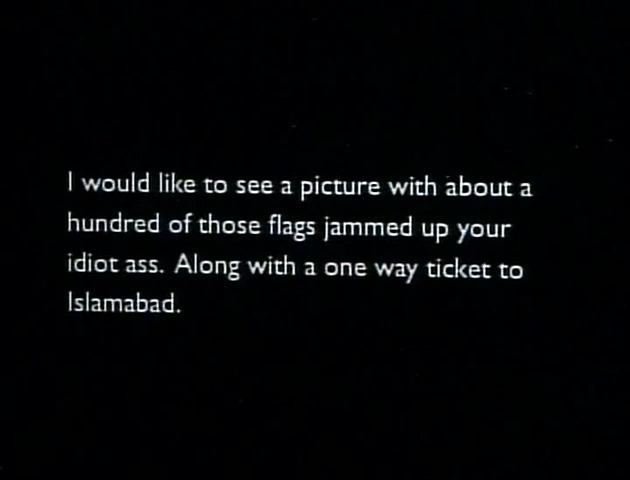 I would like to see a picture with about a
hundred of those flags jammed up your
idiot ass. Along with a one way ticket to
Islamabad.